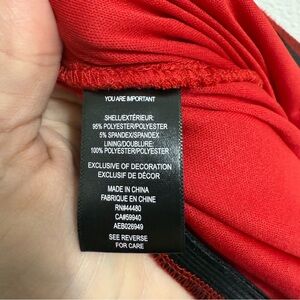 YOU ARE IMPORTANT
SHELL/EXTÉRIEUR:
95% POLYESTER/POLYESTER
5% SPANDEX/SPANDEX
LINING/DOUBLURE:
100% POLYESTER/POLYESTER
EXCLUSIVE OF DECORATION
EXCLUSIF DE DÉCOR
MADE IN CHINA
FABRIQUE EN CHINE
RN#44480
CA#59940
AEB026949
SEE REVERSE
FOR CARE